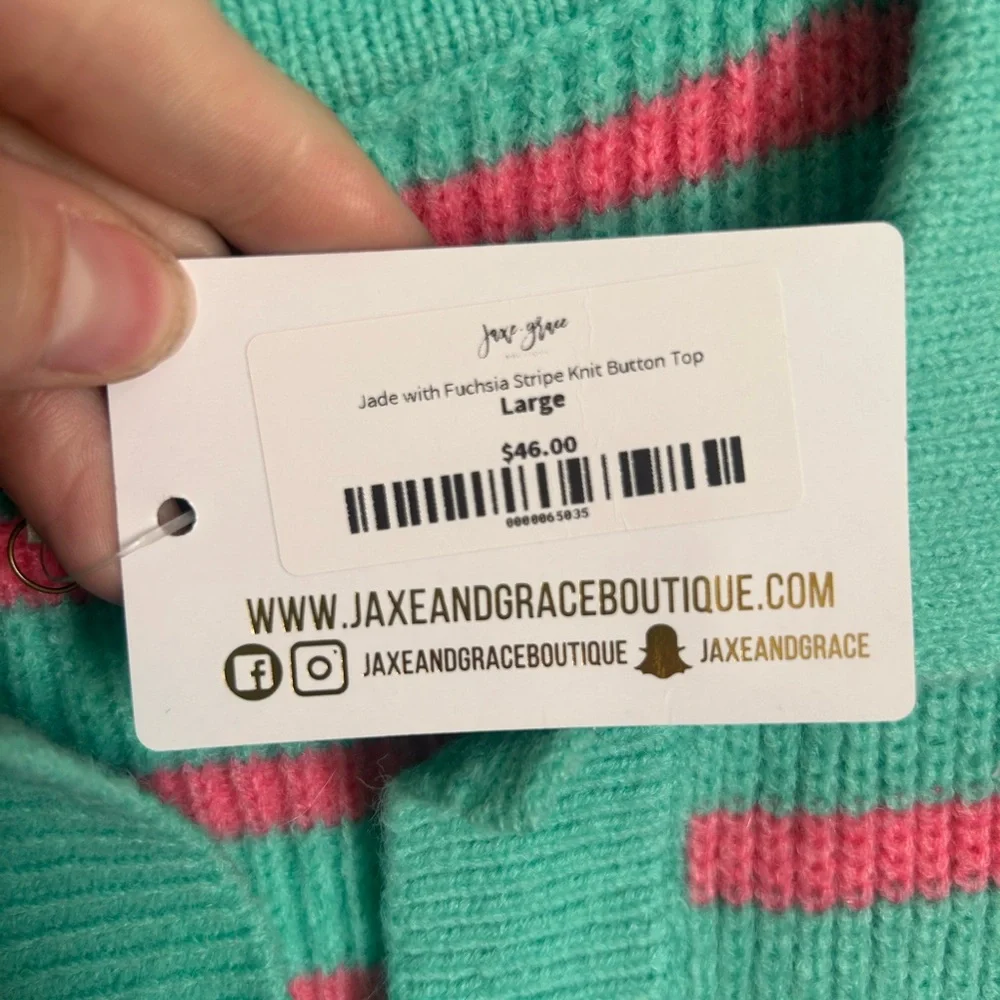 Jaxe·grace
Jade with Fuchsia Stripe Knit Button Top
Large
$46.00
0000065035
WWW.JAXEANDGRACEBOUTIQUE.COM
JAXEANDGRACEBOUTIQUE JAXEANDGRACE